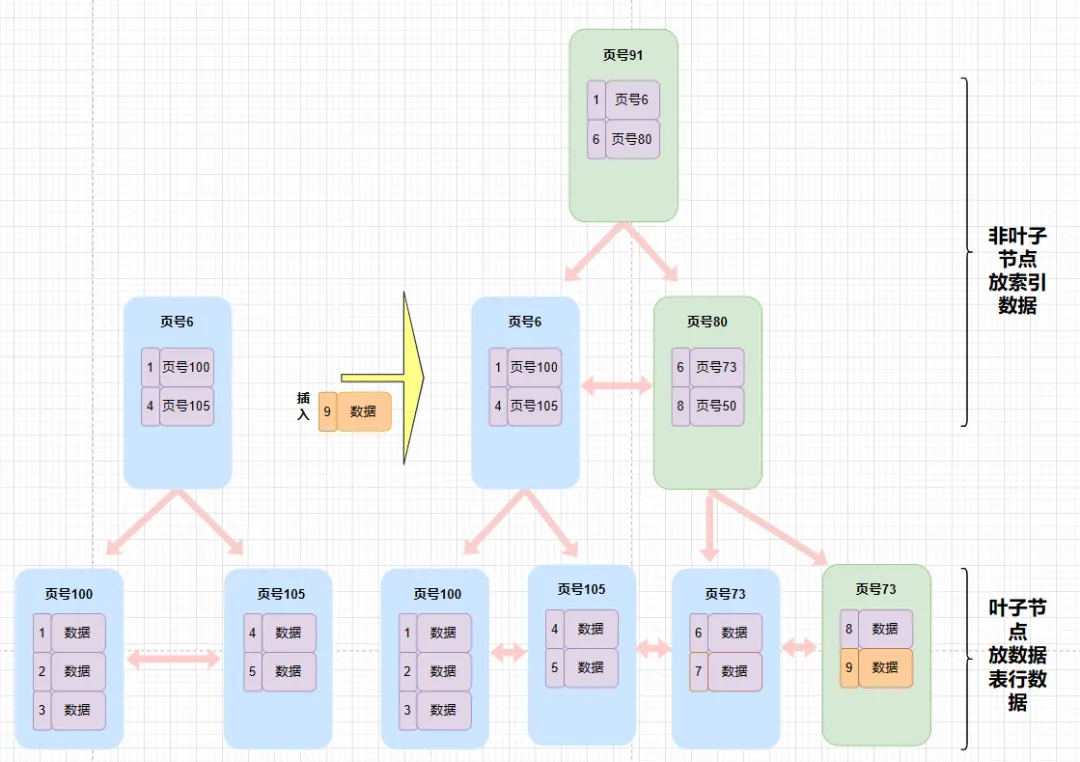 页号91
1 页号6
6 页号80
非叶子
节点
放索引
数据
页号6
1 页号100
4 页号105
插
入
9 数据
页号6
1 页号100
4 页号105
页号80
6 页号73
8 页号50
页号100
1 数据
2 数据
3 数据
页号105
4 数据
5 数据
页号100
1 数据
2 数据
3 数据
页号105
4 数据
5 数据
页号73
6 数据
7 数据
页号73
8 数据
9 数据
叶子节
点
放数据
表行数
据